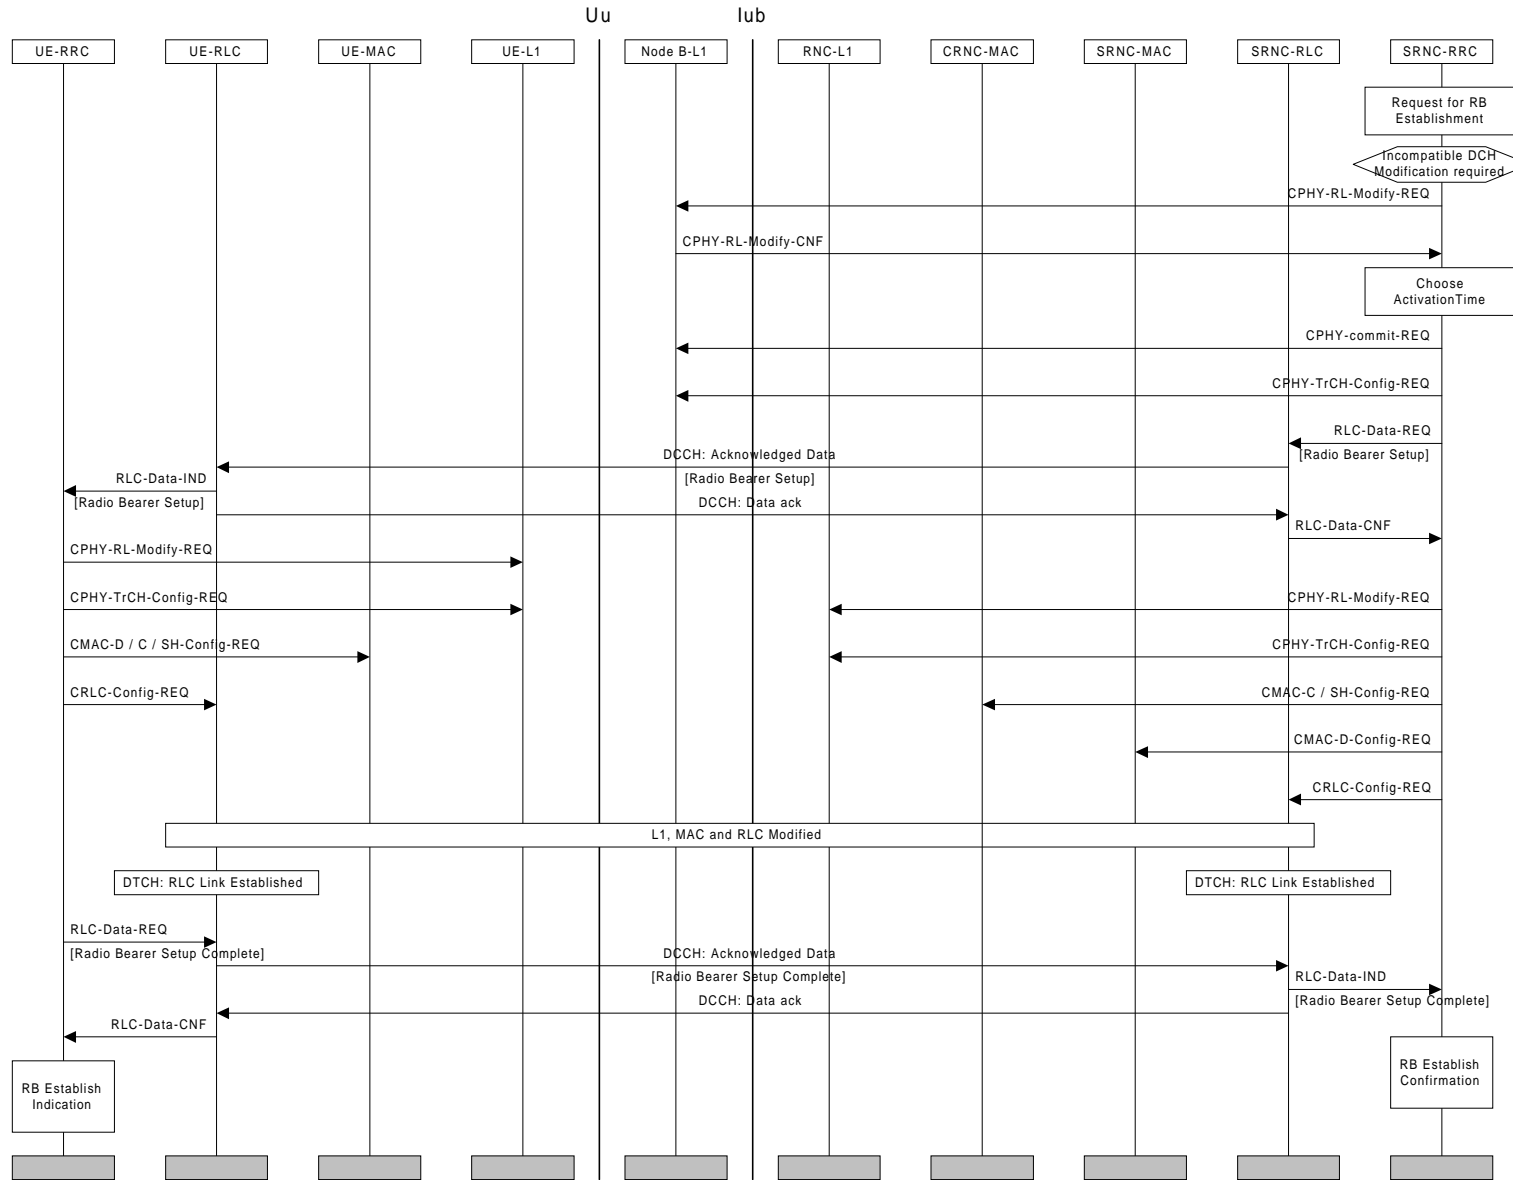 Uu
Iub
UE-RRC
UE-RLC
UE-MAC
UE-L1
Node B-L1
RNC-L1
CRNC-MAC
SRNC-MAC
SRNC-RLC
SRNC-RRC
Request for RB
Establishment
Incompatible DCH
Modification required
CPHY-RL-Modify-REQ
CPHY-RL-Modify-CNF
Choose
ActivationTime
CPHY-commit-REQ
CPHY-TrCH-Config-REQ
RLC-Data-REQ
[Radio Bearer Setup]
DCCH: Acknowledged Data
[Radio Bearer Setup]
RLC-Data-IND
[Radio Bearer Setup]
DCCH: Data ack
RLC-Data-CNF
CPHY-RL-Modify-REQ
CPHY-TrCH-Config-REQ
CPHY-RL-Modify-REQ
CMAC-D / C / SH-Config-REQ
CPHY-TrCH-Config-REQ
CRLC-Config-REQ
CMAC-C / SH-Config-REQ
CMAC-D-Config-REQ
CRLC-Config-REQ
L1, MAC and RLC Modified
DTCH: RLC Link Established
DTCH: RLC Link Established
RLC-Data-REQ
[Radio Bearer Setup Complete]
DCCH: Acknowledged Data
[Radio Bearer Setup Complete]
RLC-Data-IND
[Radio Bearer Setup Complete]
DCCH: Data ack
RLC-Data-CNF
RB Establish
Indication
RB Establish
Confirmation